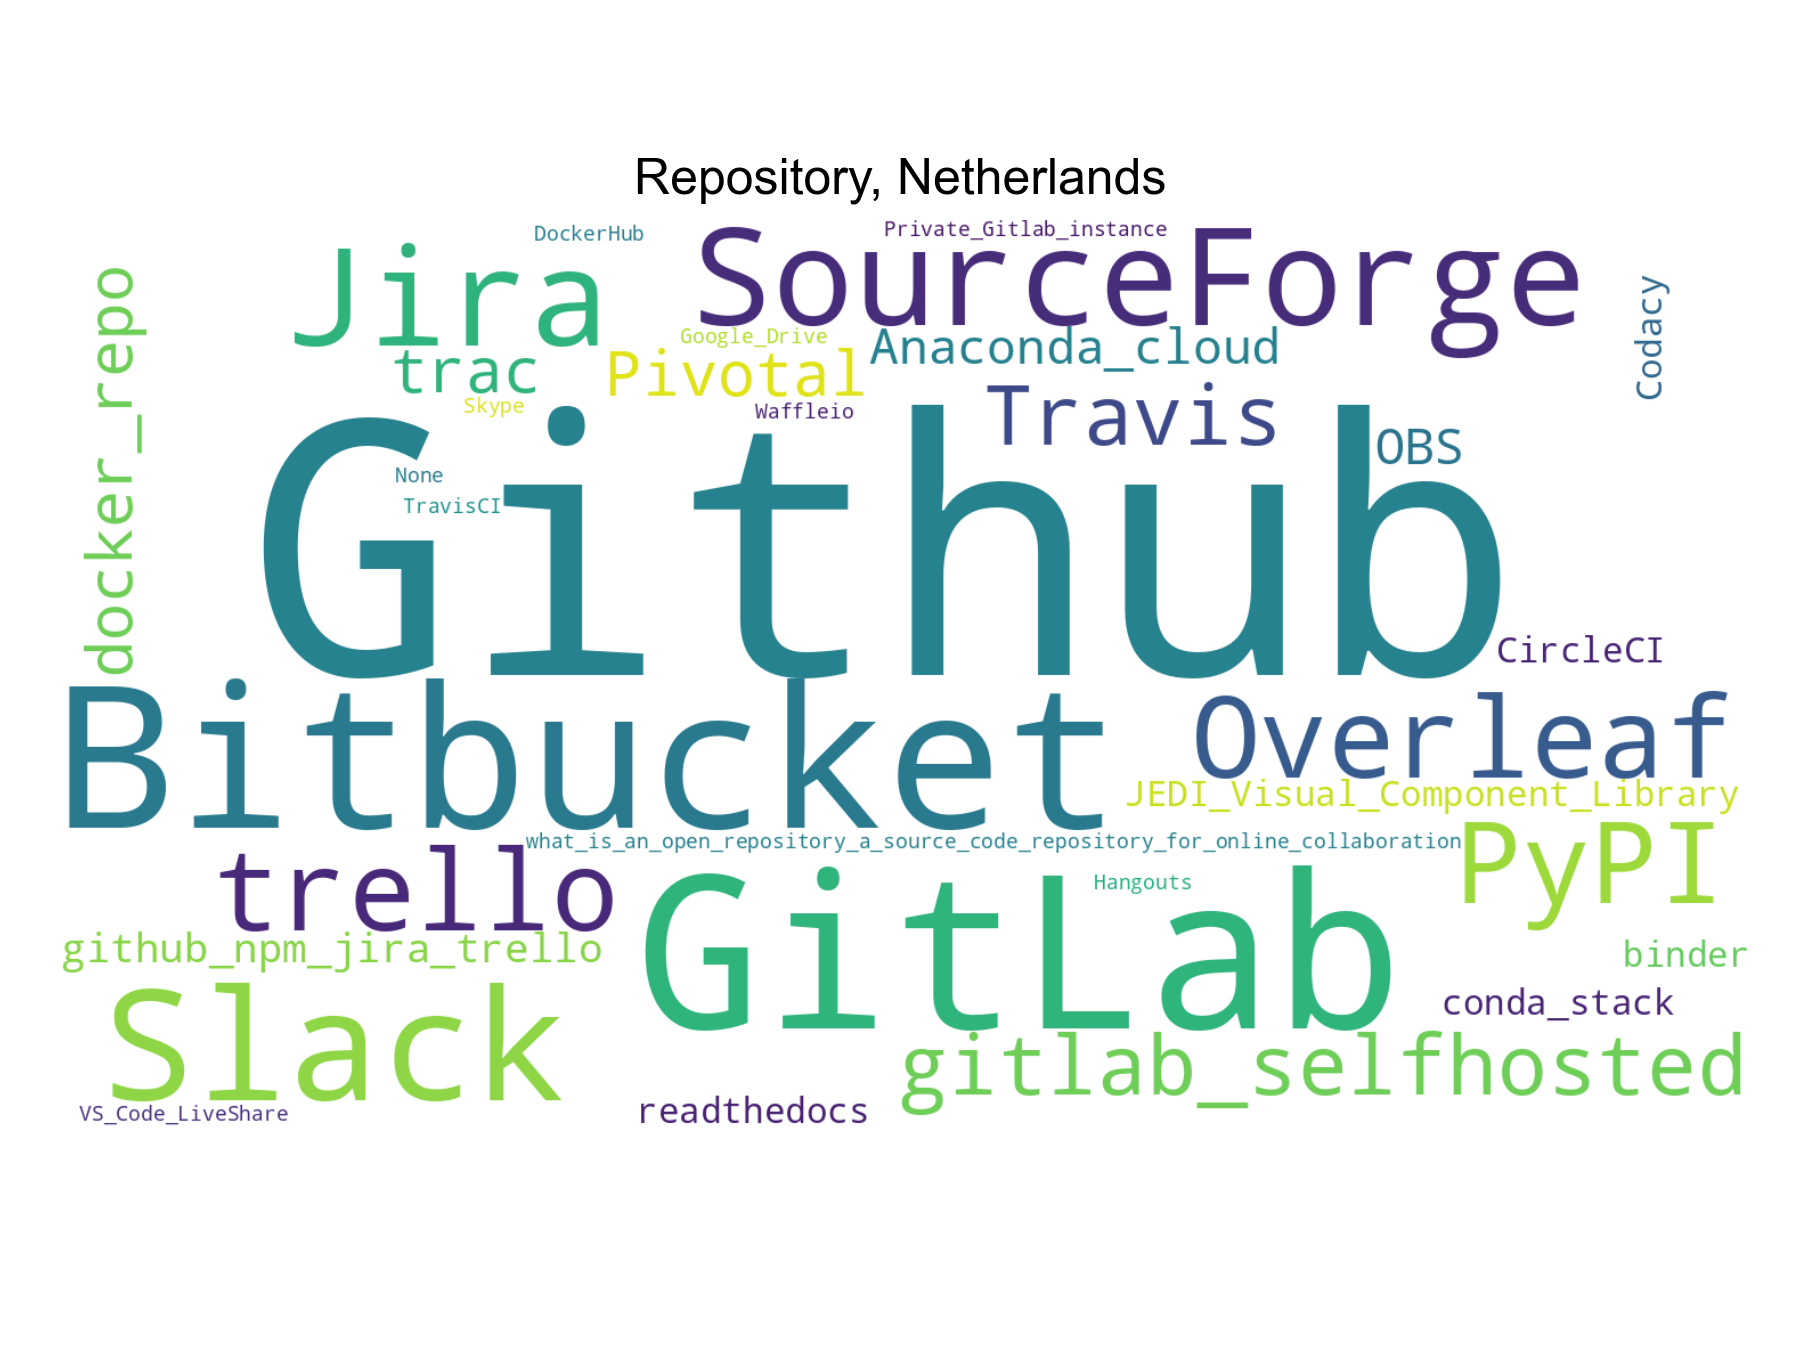 Repository, Netherlands
DockerHub
Private_Gitlab_instance
Jira
SourceForge
docker_repo
Codacy
Google_Drive
Anaconda_cloud
trac
Pivotal
Travis
Skype
Waffleio
OBS
Github
None
TravisCI
CircleCI
Bitbucket
Overleaf
JEDI_Visual_Component_Library
what_is_an_open_repository_a_source_code_repository_for_online_collaboration
PyPI
trello
GitLab
Hangouts
github_npm_jira_trello
binder
Slack
conda_stack
gitlab_selfhosted
VS_Code_LiveShare
readthedocs